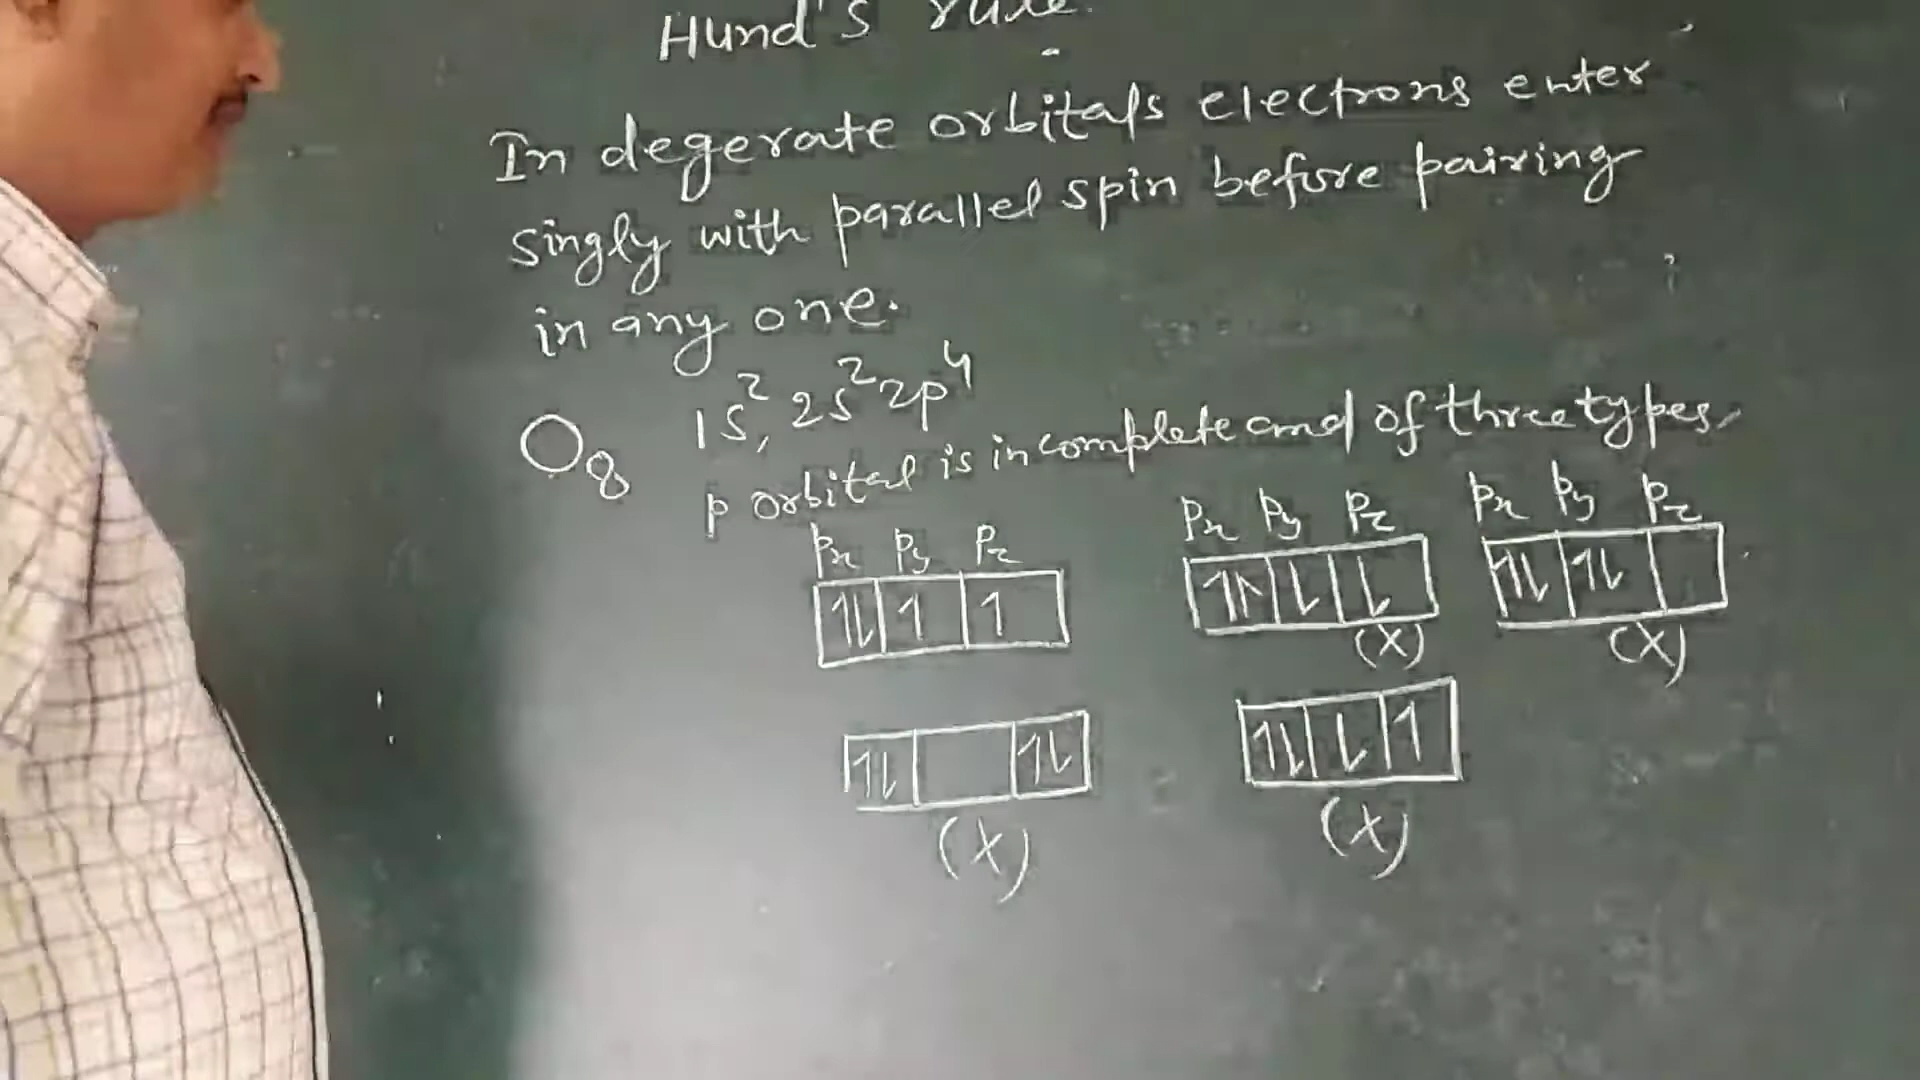 Hund's rule.
In degerate orbitals electrons enter
singly with parallel spin before pairing
in any one.
O₈ 1s², 2s² 2p⁴
p orbital is incomplete and of three types,
px py pz
px py pz
px py pz
↿⇂ ↿ ↿
↿↿ ⇂ ⇂
(X)
↿⇂ ↿⇂
(X)
↿⇂ ↿⇂
(X)
↿⇂ ⇂ ↿
(X)